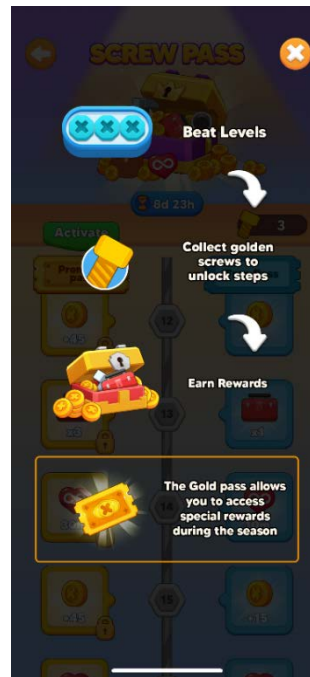 SCREW PASS
Beat Levels
8d 23h
3
Activate
Collect golden
screws to
unlock steps
12
Earn Rewards
13
The Gold pass allows
you to access
special rewards
during the season
14
15
+15